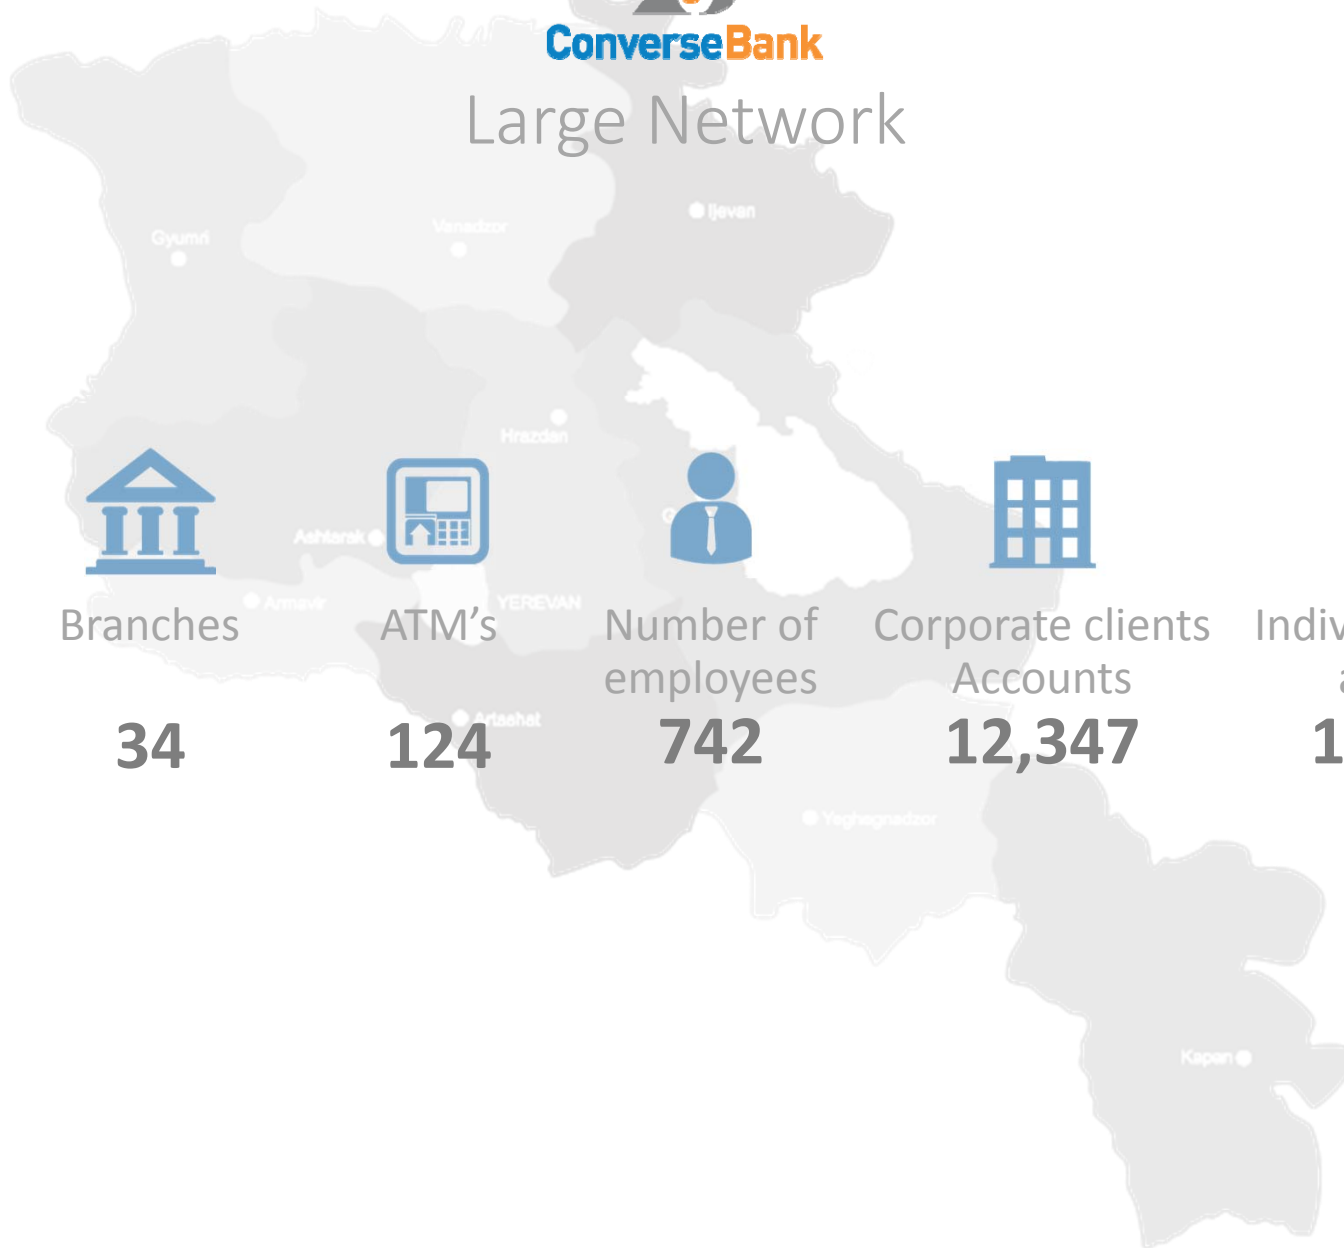 ConverseBank
Large Network
Ijevan
Vanadzor
Gyumri
Hrazdan
Ashtarak
Armavir
YEREVAN
Branches
ATM's
Number of
employees
Corporate clients
Accounts
34
124
742
12,347
Artashat
Yeghegnadzor
Kapan